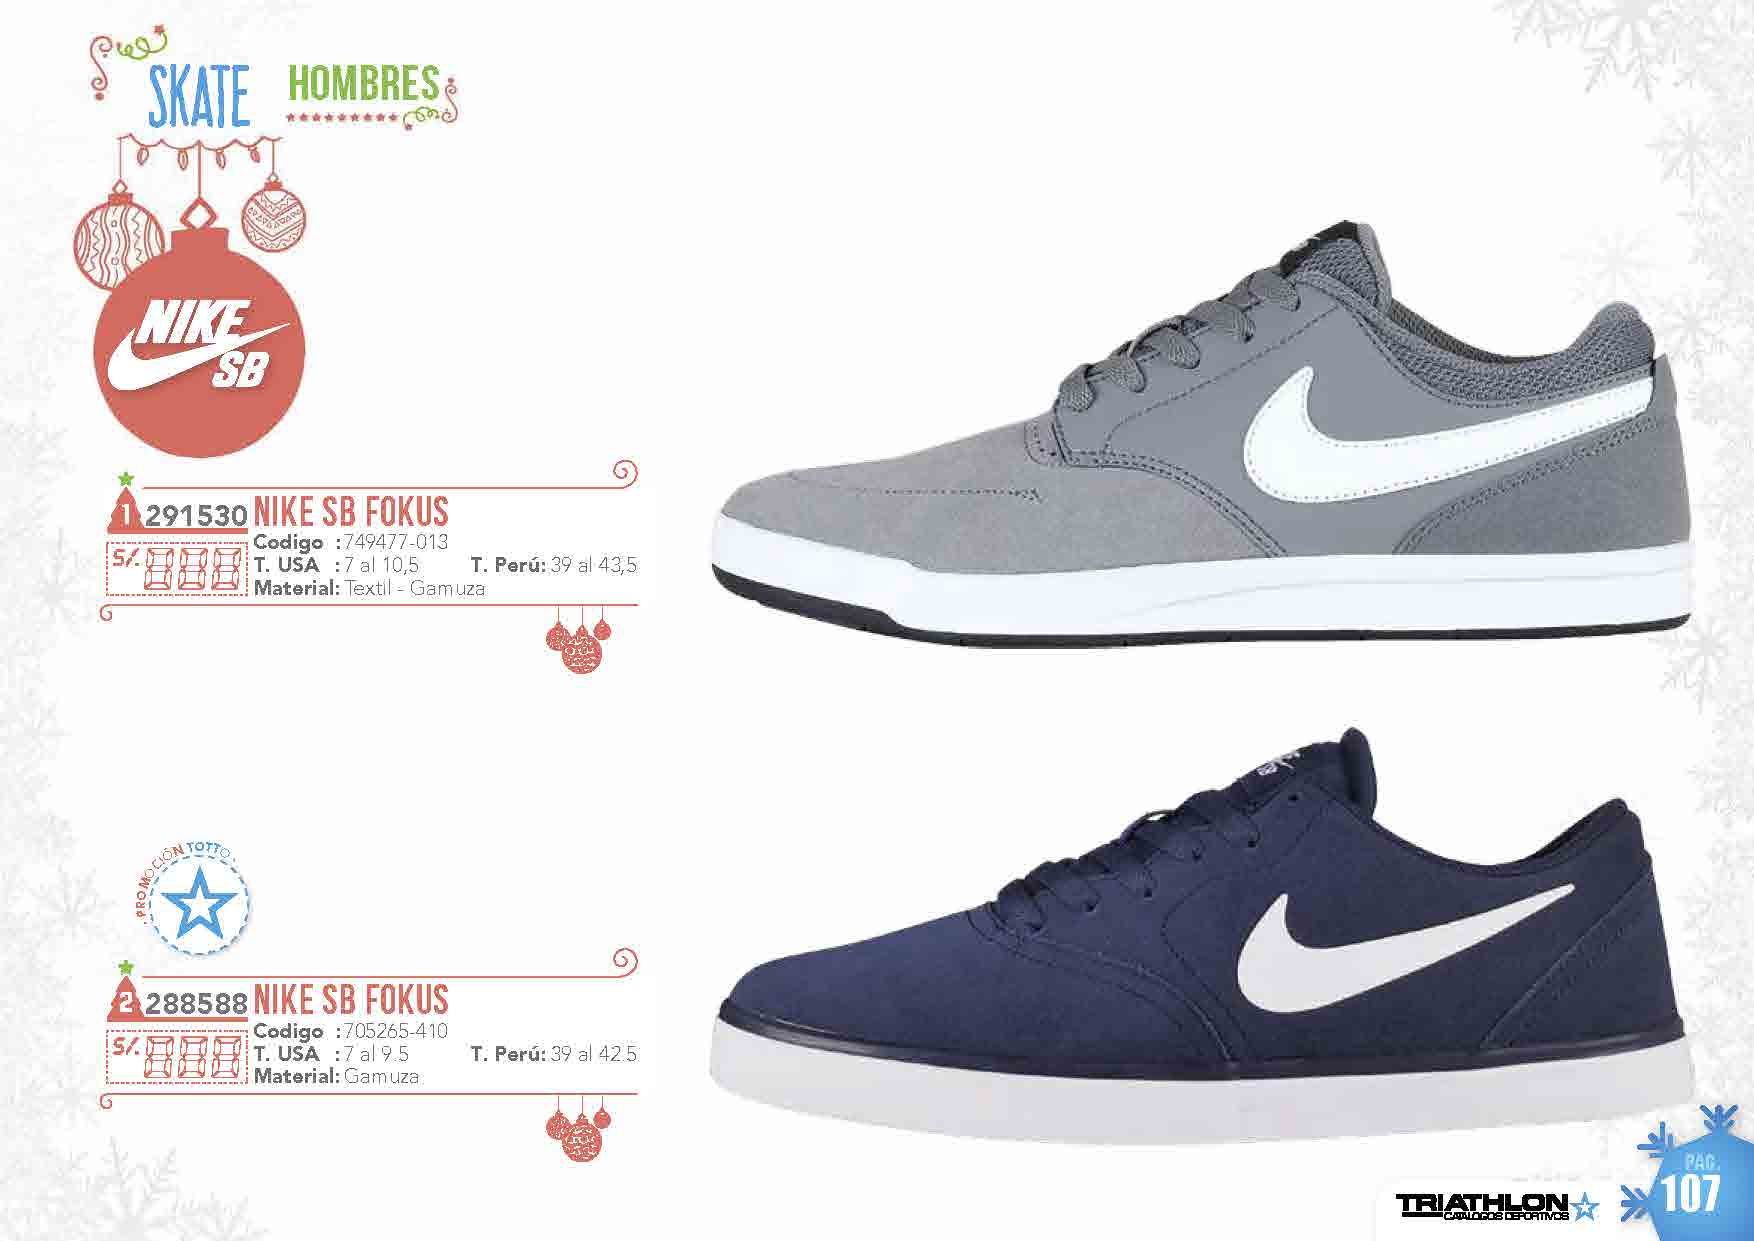 SKATE HOMBRES
NIKE
SB
1 291530 NIKE SB FOKUS
Codigo : 749477-013
S/. 888
T. USA : 7 al 10,5 T. Perú: 39 al 43,5
Material: Textil - Gamuza
· PROMOCIÓN TOTTO ·
2 288588 NIKE SB FOKUS
Codigo : 705265-410
S/. 888
T. USA : 7 al 9.5 T. Perú: 39 al 42.5
Material: Gamuza
PAG.
107
TRIATHLON
CATALOGOS DEPORTIVOS